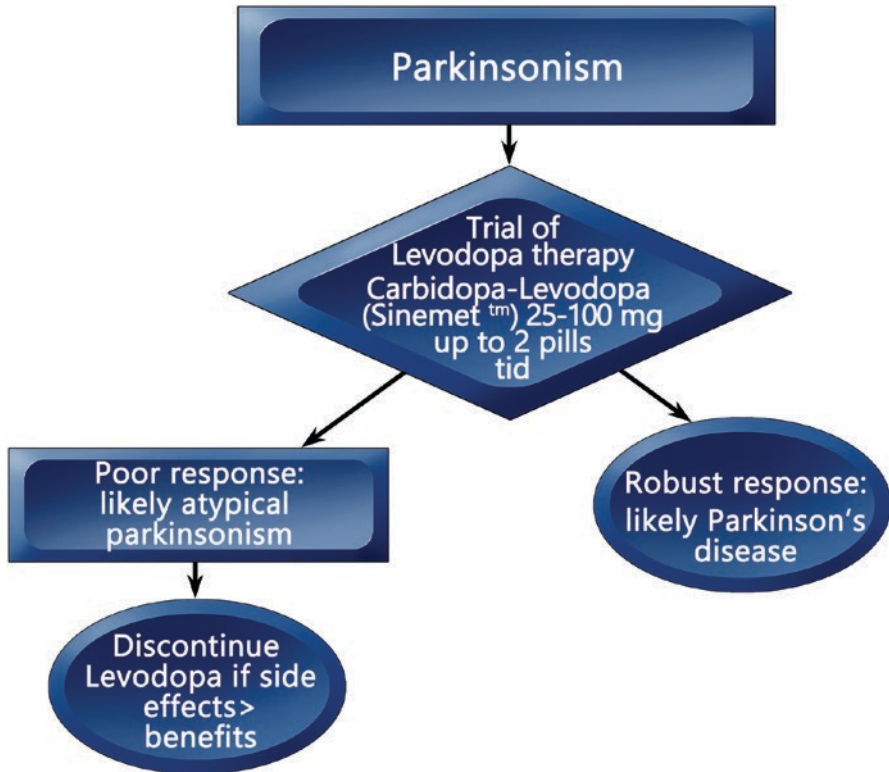 Parkinsonism
Trial of
Levodopa therapy
Carbidopa-Levodopa
(Sinemet ™) 25-100 mg
up to 2 pills
tid
Poor response:
likely atypical
parkinsonism
Robust response:
likely Parkinson's
disease
Discontinue
Levodopa if side
effects>
benefits